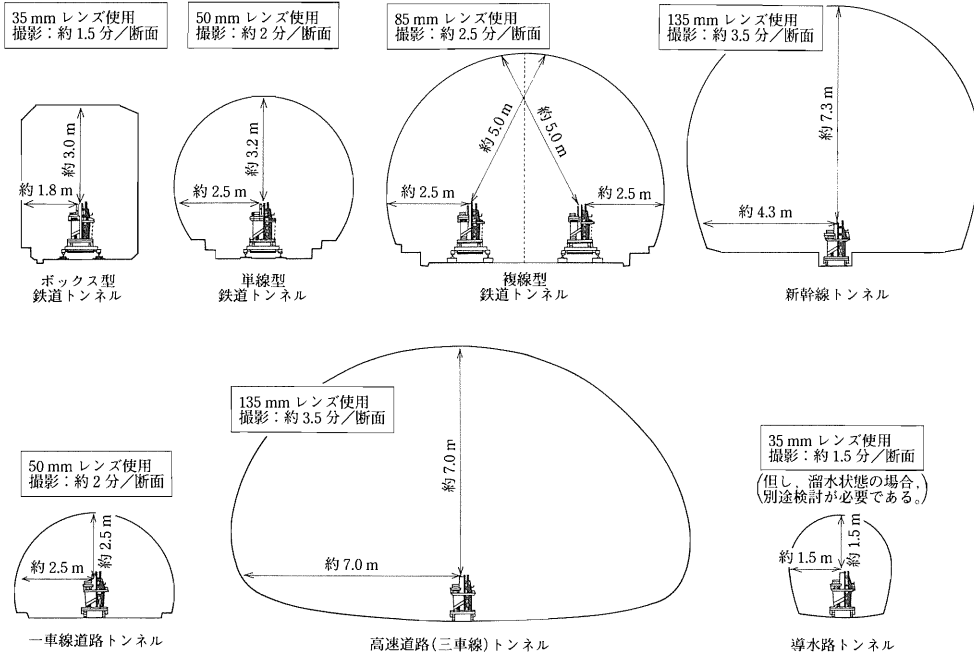 35 mm レンズ使用
撮影：約 1.5 分／断面
約 3.0 m
約 1.8 m
ボックス型
鉄道トンネル
50 mm レンズ使用
撮影：約 2 分／断面
約 3.2 m
約 2.5 m
単線型
鉄道トンネル
85 mm レンズ使用
撮影：約 2.5 分／断面
約 5.0 m
約 5.0 m
約 2.5 m
約 2.5 m
複線型
鉄道トンネル
135 mm レンズ使用
撮影：約 3.5 分／断面
約 7.3 m
約 4.3 m
新幹線トンネル
50 mm レンズ使用
撮影：約 2 分／断面
約 2.5 m
約 2.5 m
一車線道路トンネル
135 mm レンズ使用
撮影：約 3.5 分／断面
約 7.0 m
約 7.0 m
高速道路(三車線)トンネル
35 mm レンズ使用
撮影：約 1.5 分／断面
(但し，溜水状態の場合，
別途検討が必要である。)
約 1.5 m
約 1.5 m
導水路トンネル